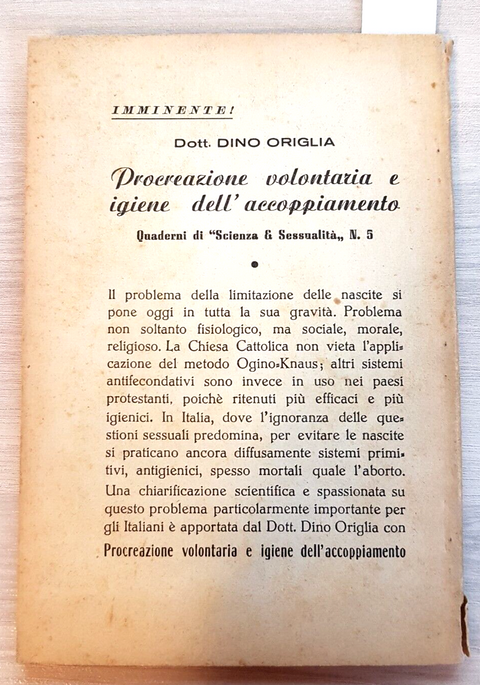 IMMINENTE!
Dott. DINO ORIGLIA
Procreazione volontaria e
igiene dell'accoppiamento
Quaderni di "Scienza & Sessualità„ N. 5
•
Il problema della limitazione delle nascite si
pone oggi in tutta la sua gravità. Problema
non soltanto fisiologico, ma sociale, morale,
religioso. La Chiesa Cattolica non vieta l'appli=
cazione del metodo Ogino=Knaus; altri sistemi
antifecondativi sono invece in uso nei paesi
protestanti, poichè ritenuti più efficaci e più
igienici. In Italia, dove l'ignoranza delle que=
stioni sessuali predomina, per evitare le nascite
si praticano ancora diffusamente sistemi primi=
tivi, antigienici, spesso mortali quale l'aborto.
Una chiarificazione scientifica e spassionata su
questo problema particolarmente importante per
gli Italiani è apportata dal Dott. Dino Origlia con
Procreazione volontaria e igiene dell'accoppiamento